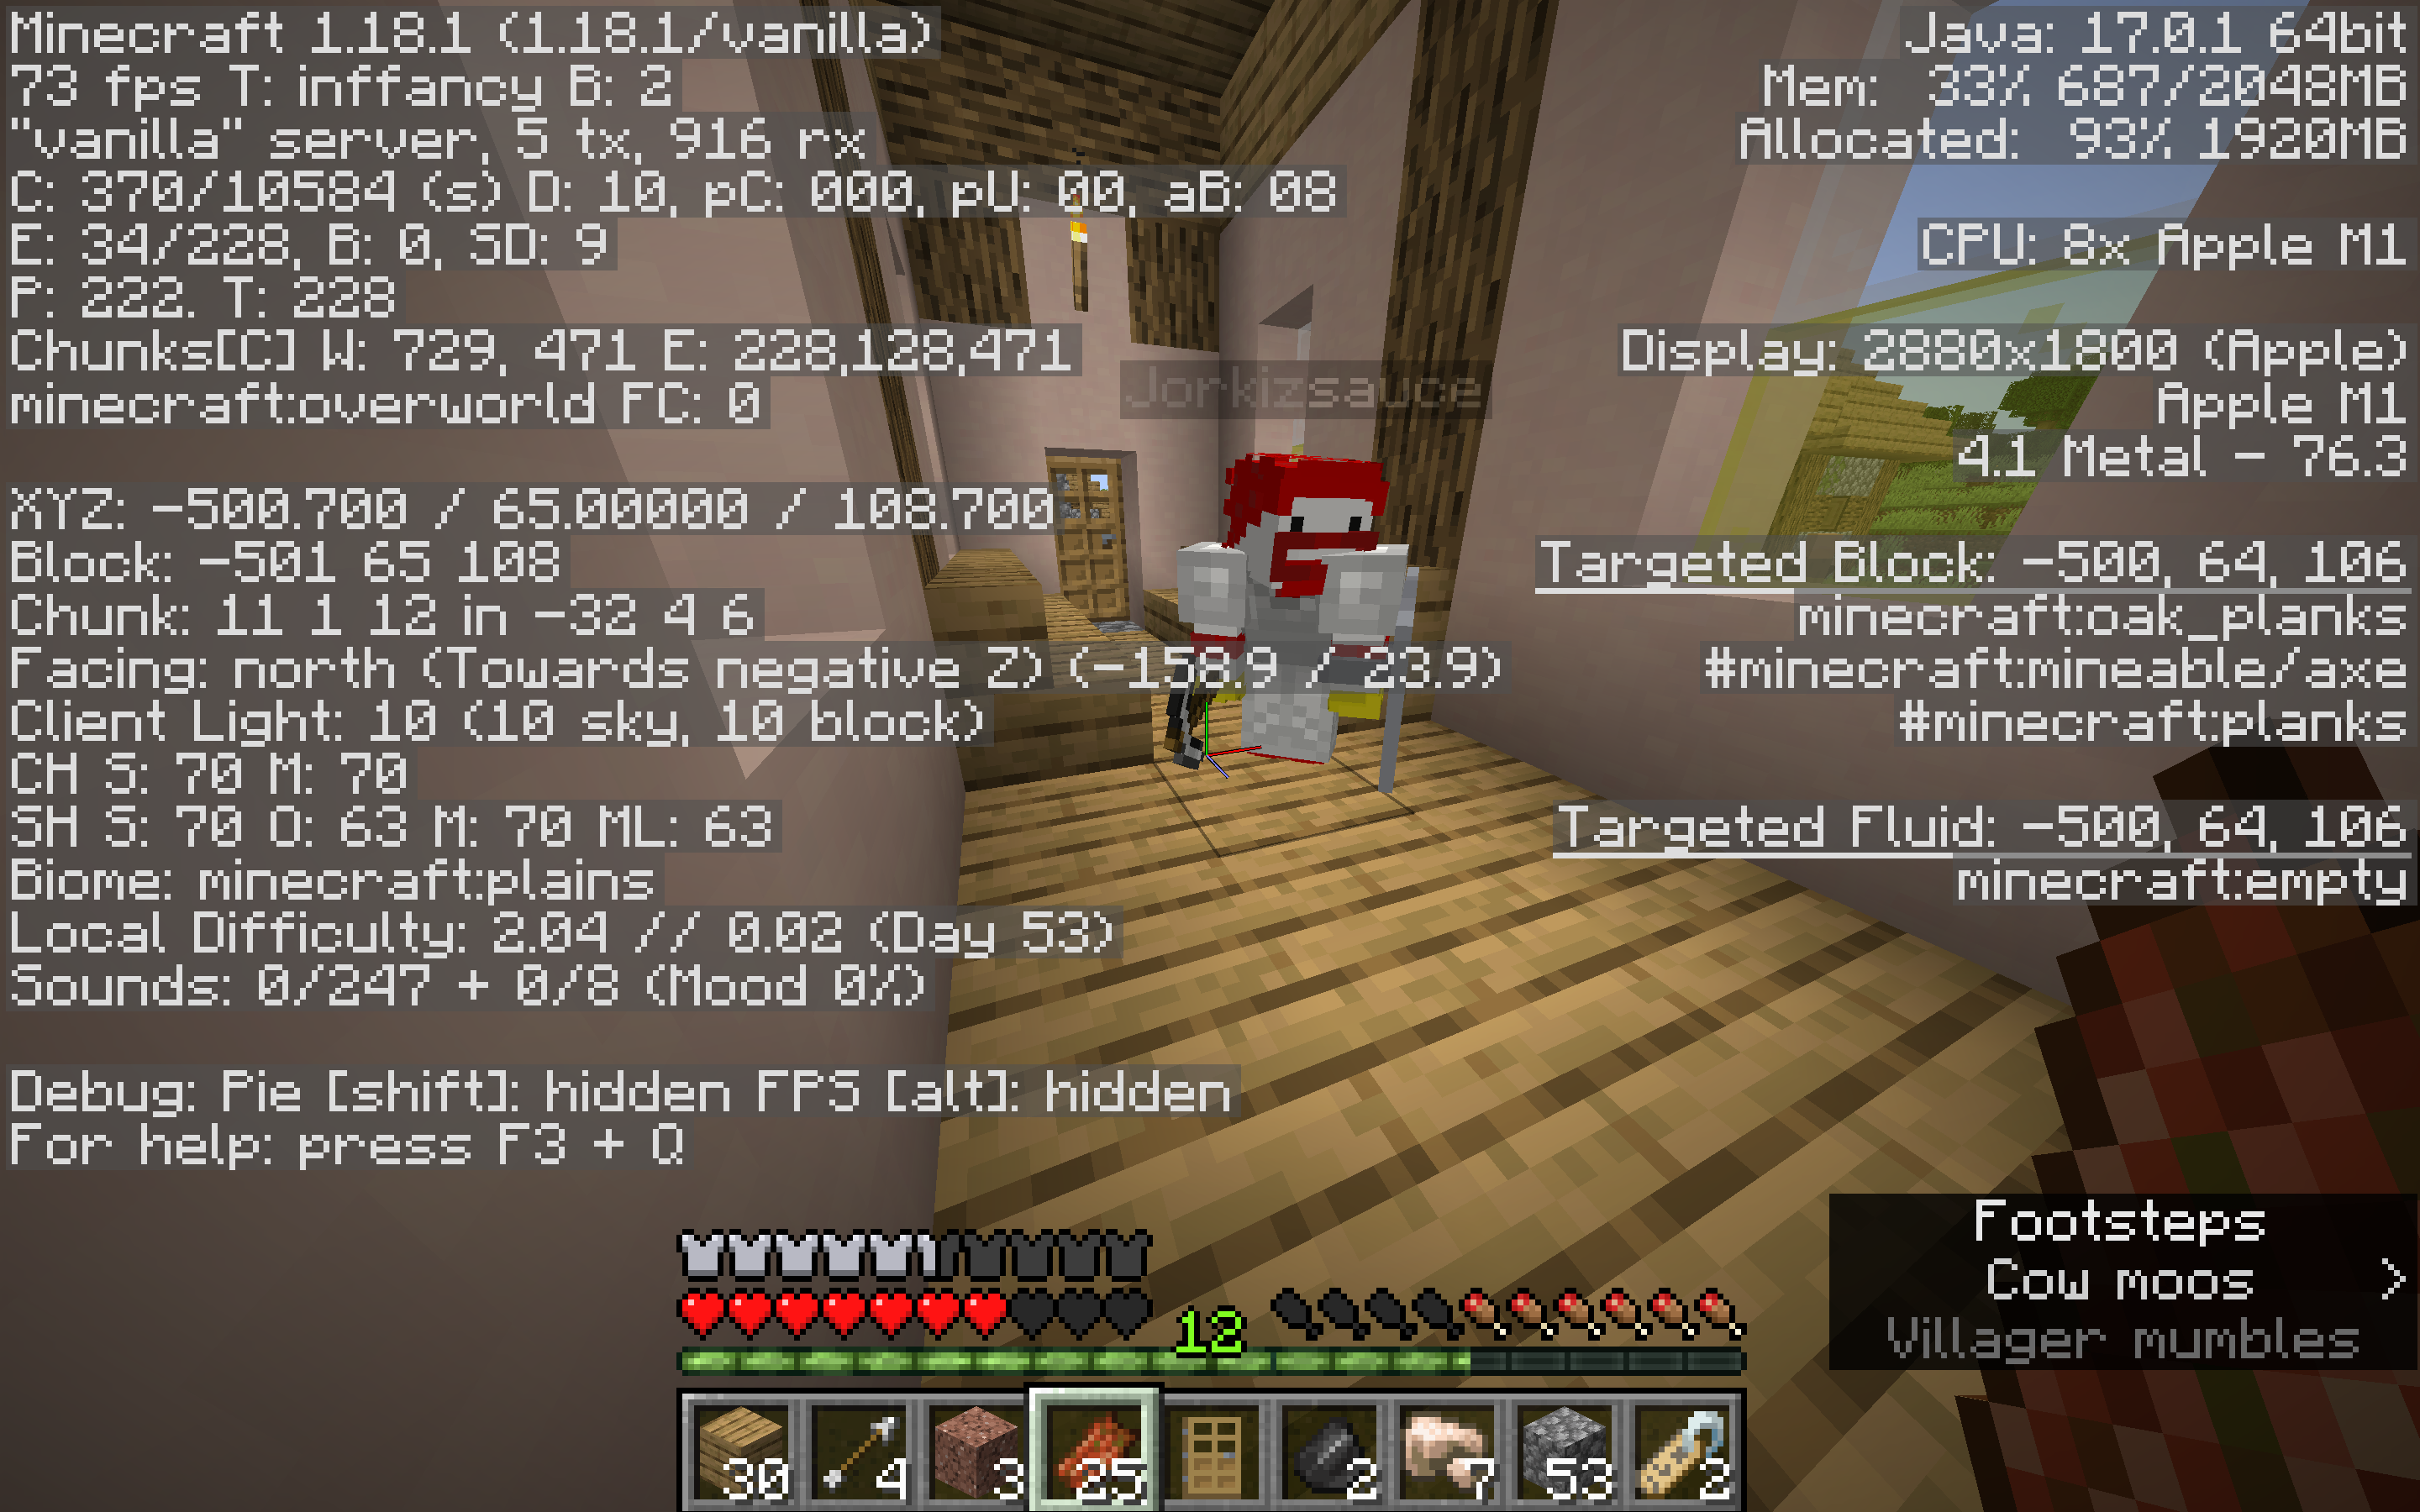 Minecraft 1.18.1 (1.18.1/vanilla)
73 fps T: inffancy B: 2
"vanilla" server, 5 tx, 916 rx
C: 370/10584 (s) D: 10, pC: 000, pU: 00, aB: 08
E: 34/228, B: 0, SD: 9
P: 222. T: 228
Chunks[C] W: 729, 471 E: 228,128,471
minecraft:overworld FC: 0
XYZ: -500.700 / 65.00000 / 108.700
Block: -501 65 108
Chunk: 11 1 12 in -32 4 6
Facing: north (Towards negative Z) (-158.9 / 23.9)
Client Light: 10 (10 sky, 10 block)
CH S: 70 M: 70
SH S: 70 O: 63 M: 70 ML: 63
Biome: minecraft:plains
Local Difficulty: 2.04 // 0.02 (Day 53)
Sounds: 0/247 + 0/8 (Mood 0%)
Debug: Pie [shift]: hidden FPS [alt]: hidden
For help: press F3 + Q
Java: 17.0.1 64bit
Mem: 33% 687/2048MB
Allocated: 93% 1920MB
CPU: 8x Apple M1
Display: 2880x1800 (Apple)
Apple M1
4.1 Metal - 76.3
Targeted Block: -500, 64, 106
minecraft:oak_planks
#minecraft:mineable/axe
#minecraft:planks
Targeted Fluid: -500, 64, 106
minecraft:empty
Jorkizsauce
Footsteps
Cow moos >
Villager mumbles
12
30 4 3 25 2 7 53 2